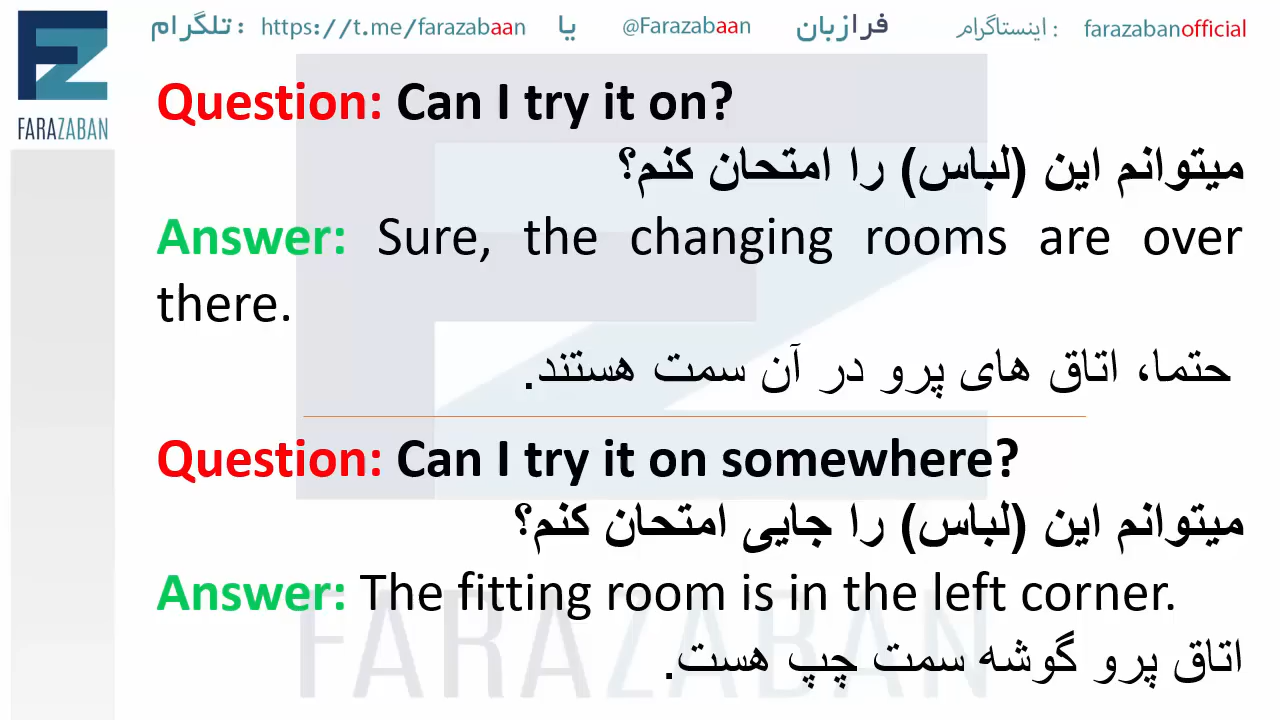 تلگرام : https://t.me/farazabaan یا @Farazabaan فرازبان اینستاگرام : farazabanofficial
FARAZABAN
Question: Can I try it on?
میتوانم این (لباس) را امتحان کنم؟
Answer: Sure, the changing rooms are over
there.
حتما، اتاق های پرو در آن سمت هستند.
Question: Can I try it on somewhere?
میتوانم این (لباس) را جایی امتحان کنم؟
Answer: The fitting room is in the left corner.
اتاق پرو گوشه سمت چپ هست.
FARAZABAN